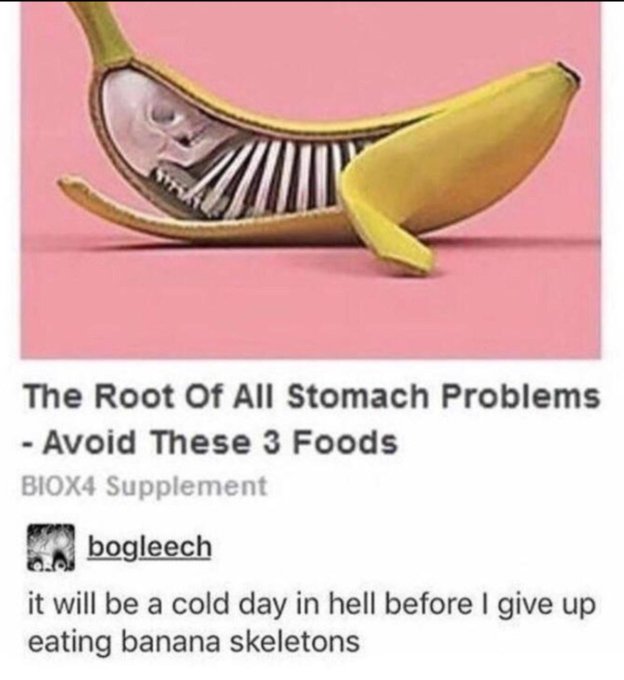 The Root Of All Stomach Problems
- Avoid These 3 Foods
BIOX4 Supplement
bogleech
it will be a cold day in hell before I give up
eating banana skeletons